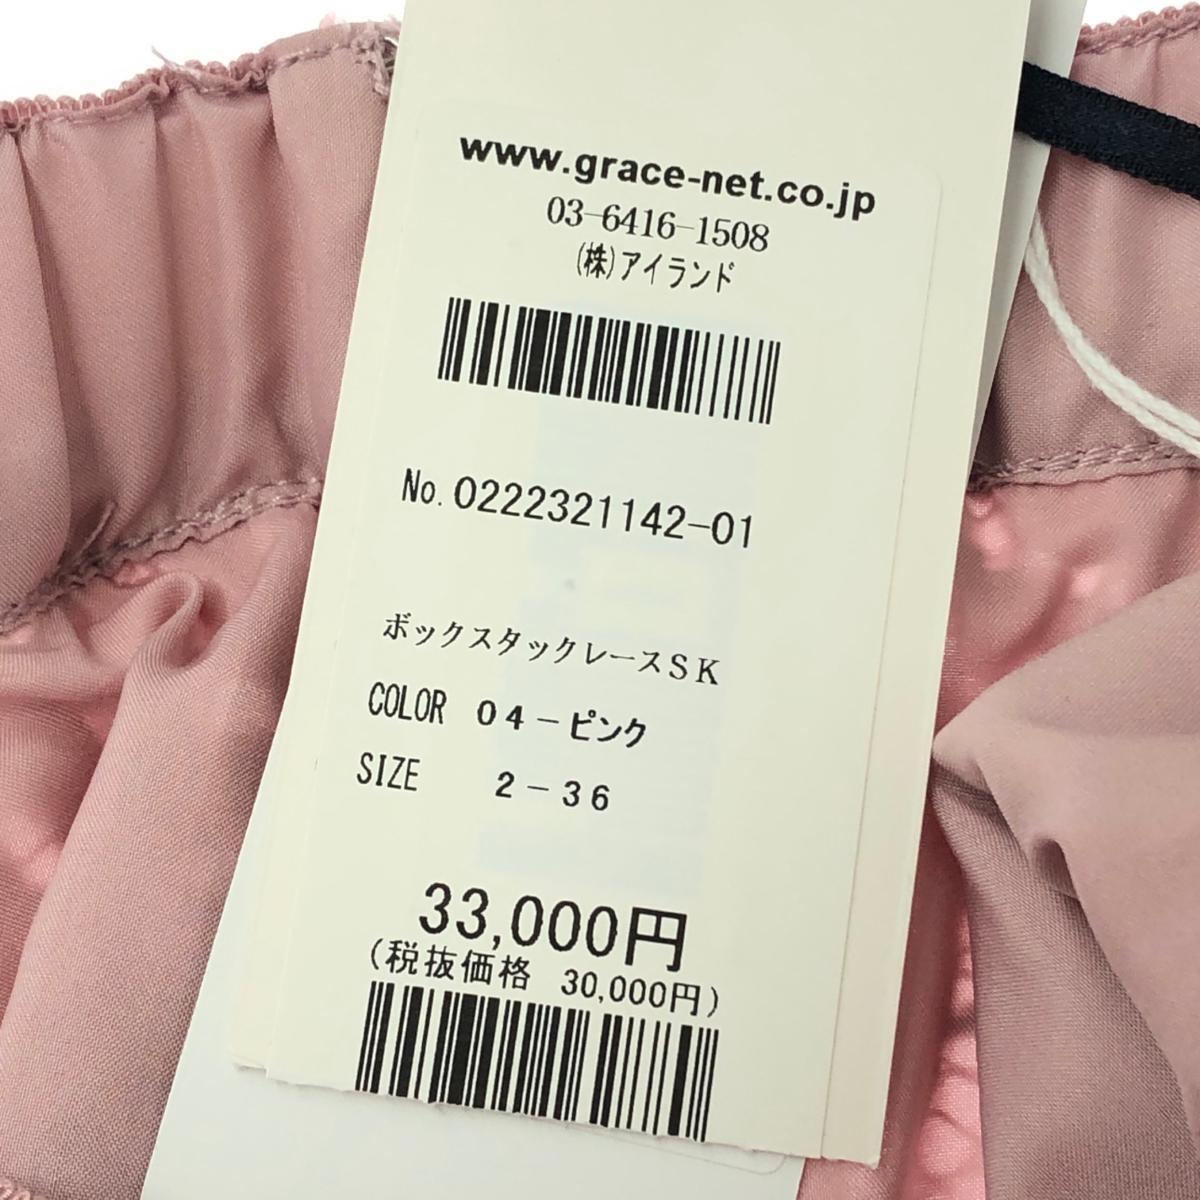 www.grace-net.co.jp
03-6416-1508
(株)アイランド
No. 0222321142-01
ボックスタックレースSK
COLOR 04-ピンク
SIZE 2-36
33,000円
(税抜価格 30,000円)